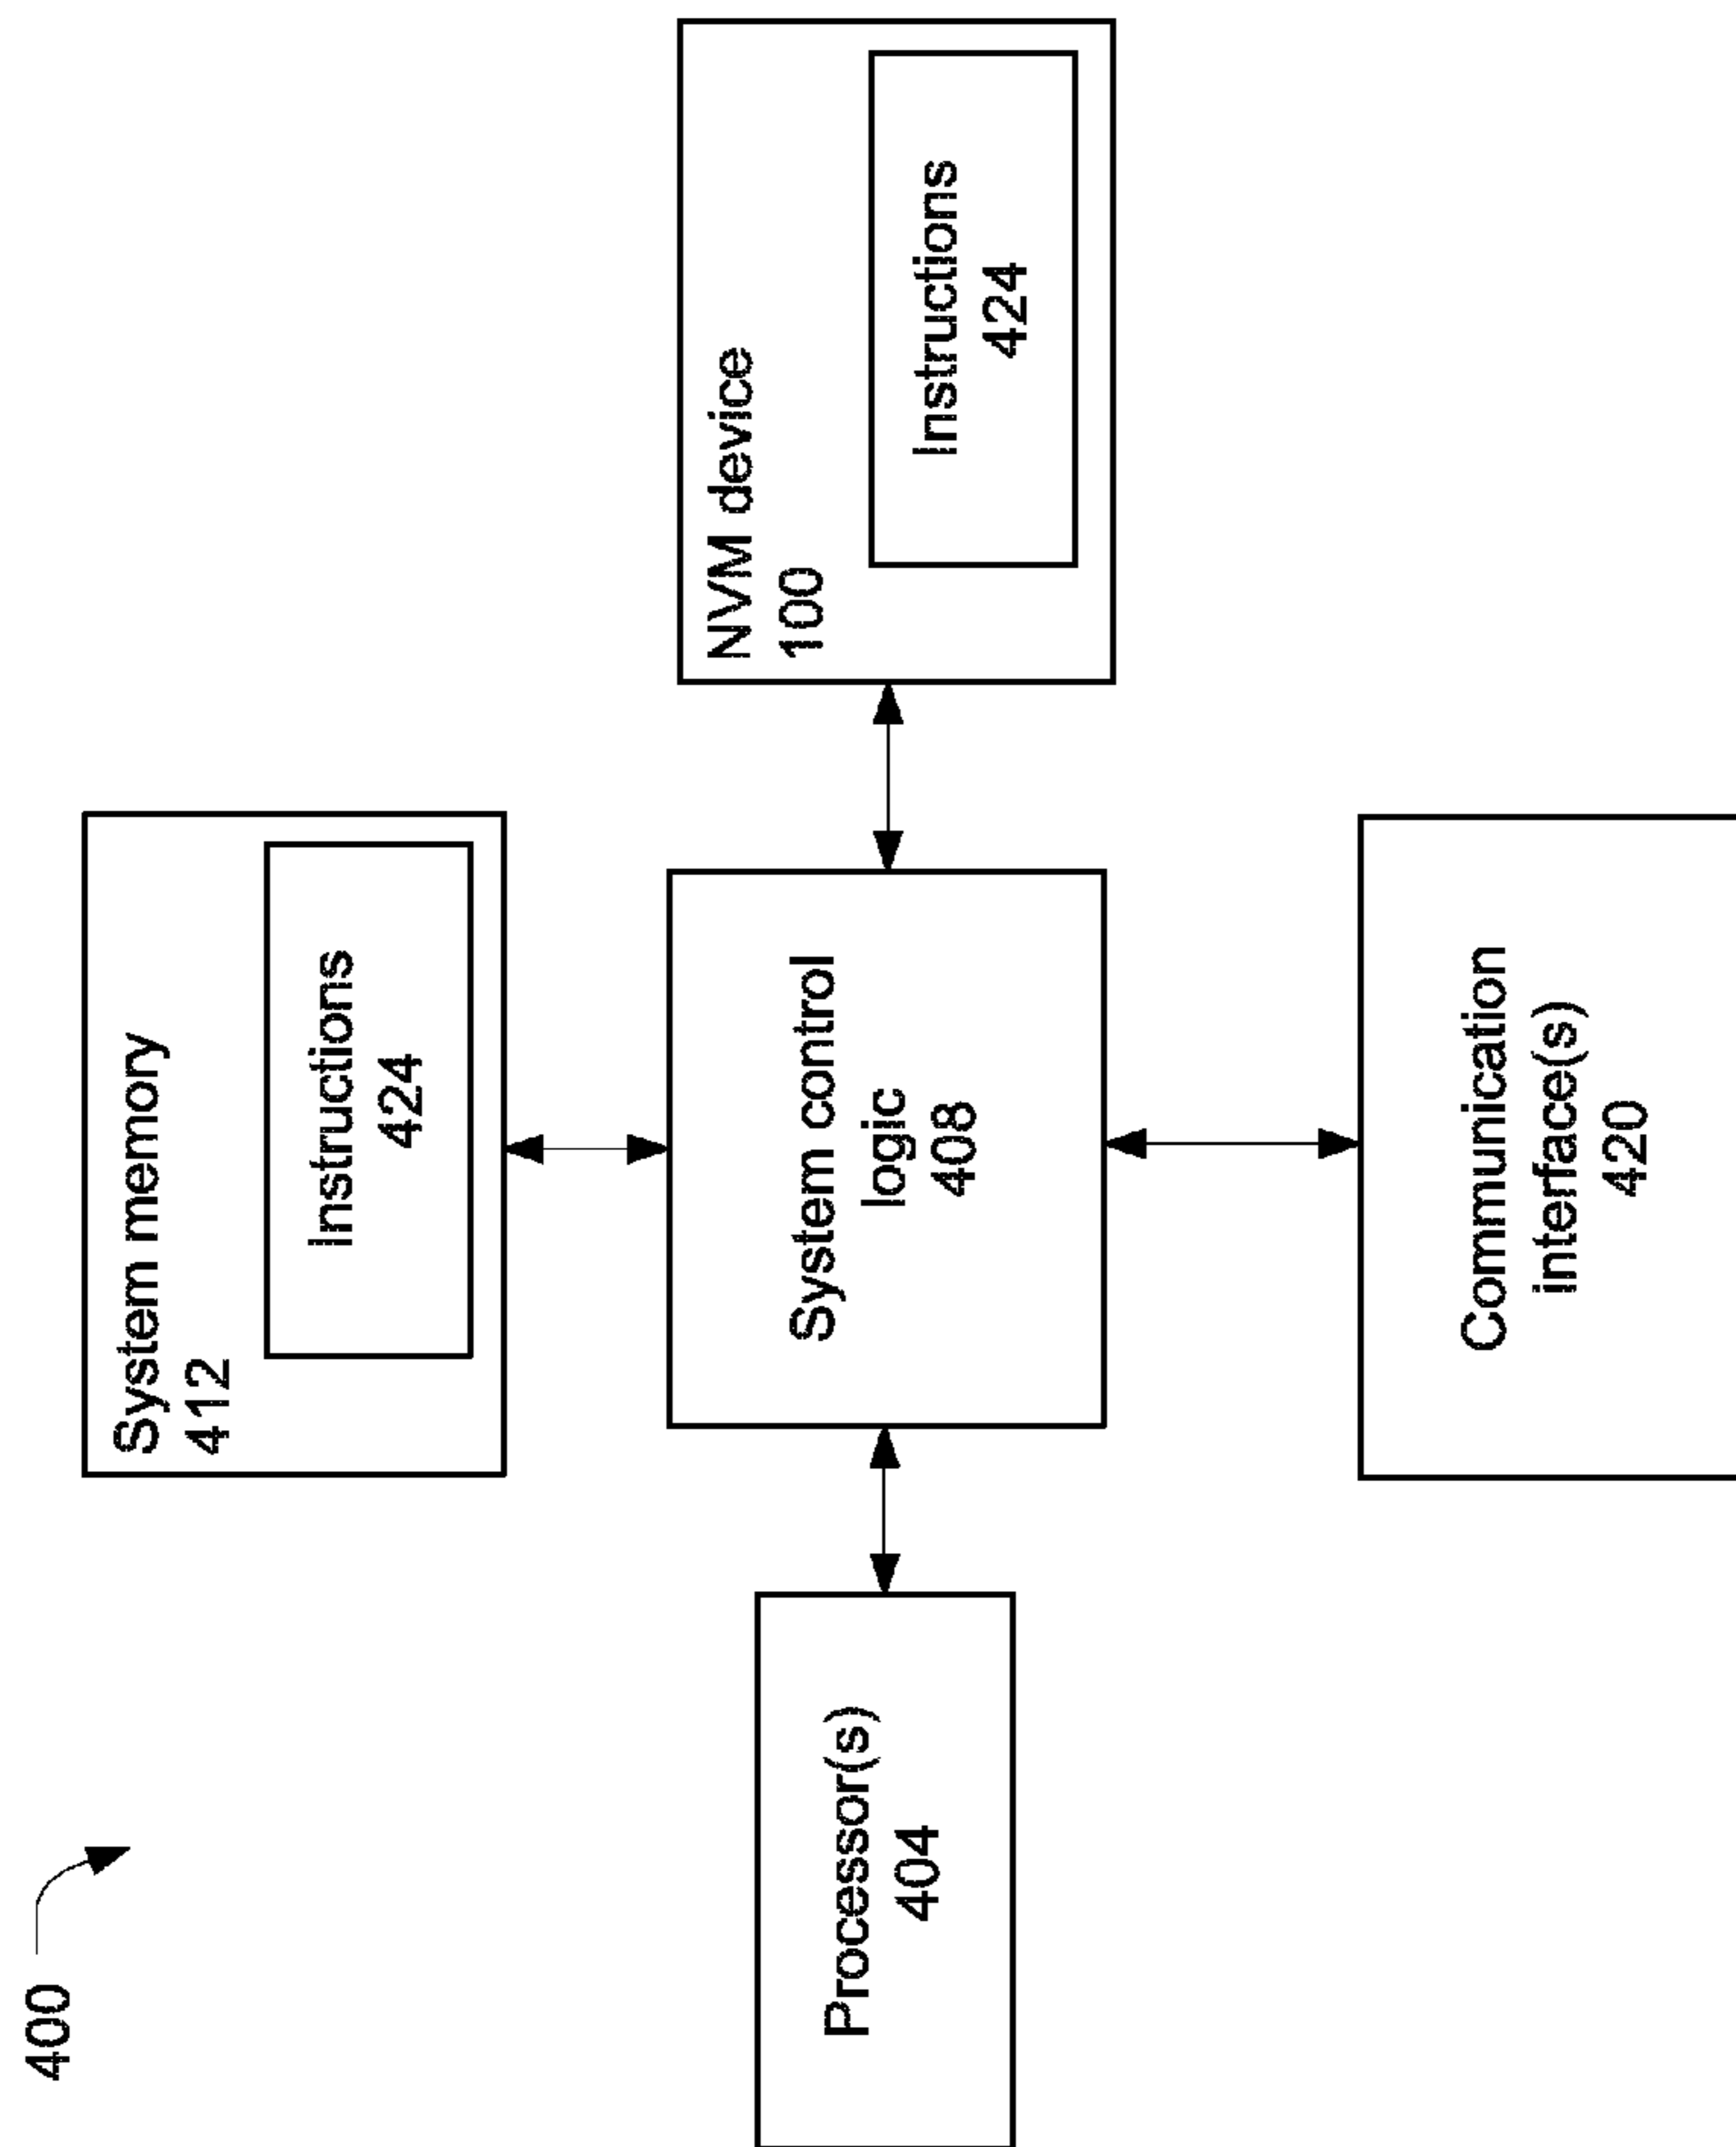 400
System memory
412
Instructions
424
Processor(s)
404
System control
logic
408
NVM device
100
Instructions
424
Communication
interface(s)
420